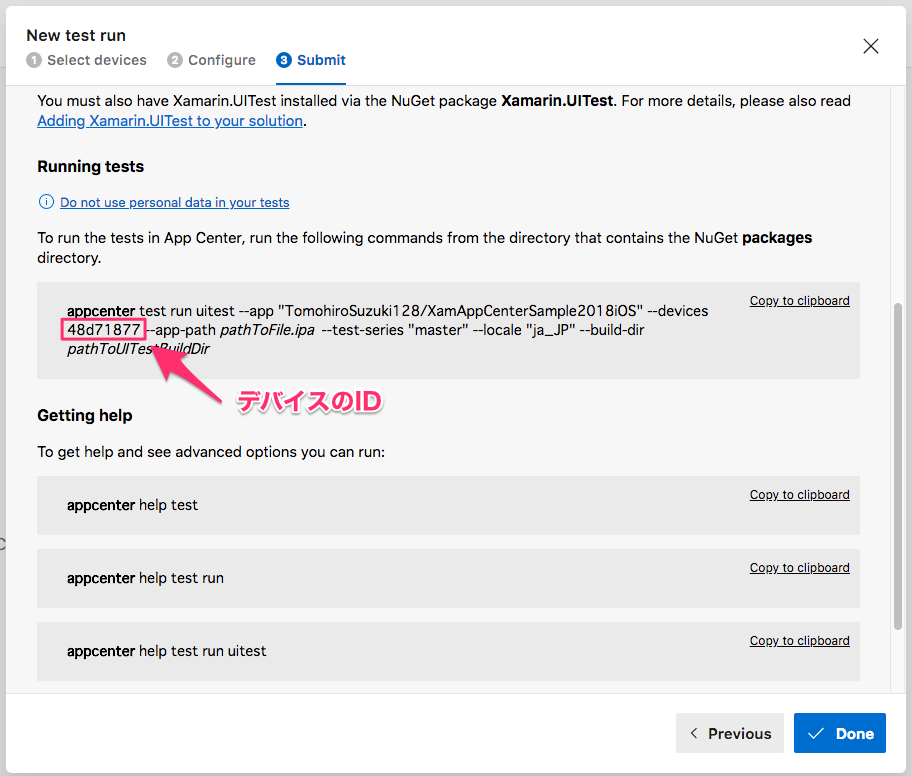 New test run
1 Select devices 2 Configure 3 Submit
You must also have Xamarin.UITest installed via the NuGet package Xamarin.UITest. For more details, please also read
Adding Xamarin.UITest to your solution.
Running tests
Do not use personal data in your tests
To run the tests in App Center, run the following commands from the directory that contains the NuGet packages
directory.
Copy to clipboard
appcenter test run uitest --app "TomohiroSuzuki128/XamAppCenterSample2018iOS" --devices
48d71877 --app-path pathToFile.ipa --test-series "master" --locale "ja_JP" --build-dir
pathToUITestBuildDir
デバイスのID
Getting help
To get help and see advanced options you can run:
appcenter help test
Copy to clipboard
appcenter help test run
Copy to clipboard
appcenter help test run uitest
Copy to clipboard
Previous
Done